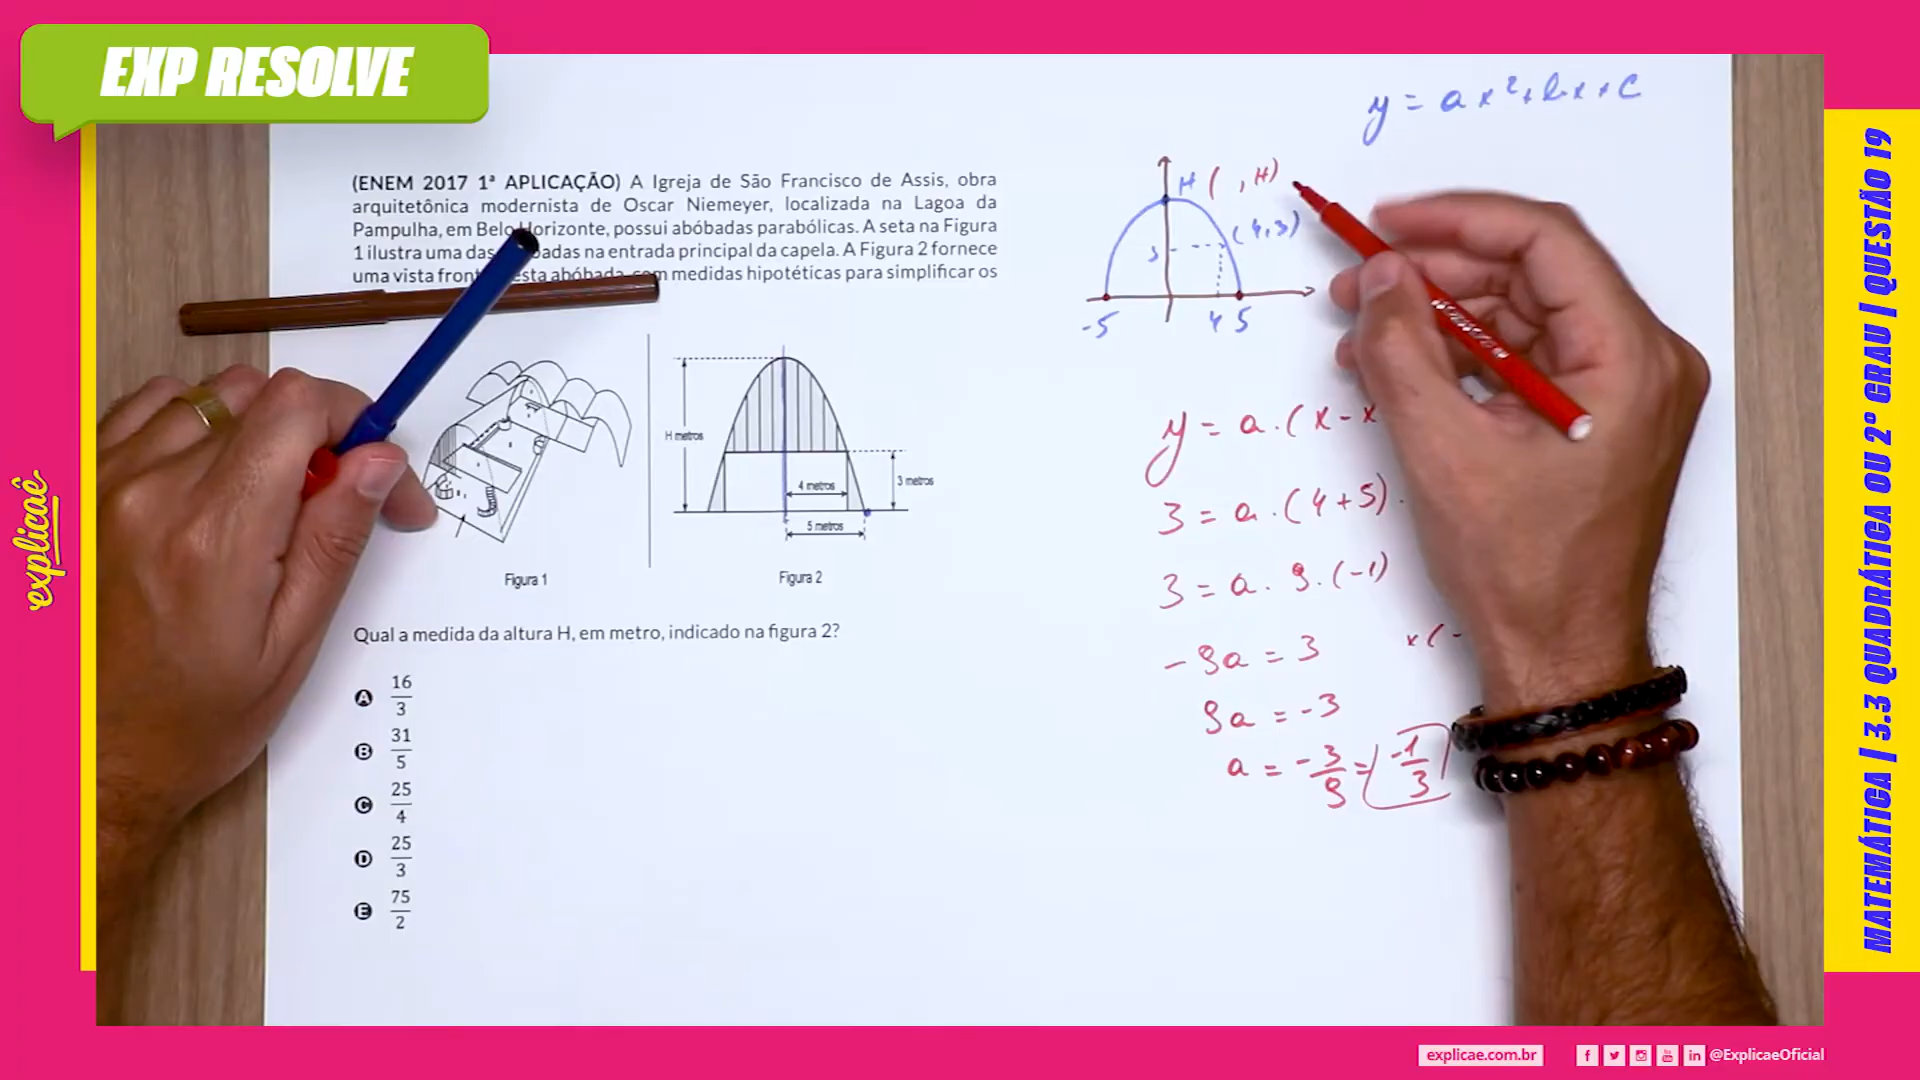 EXP RESOLVE
(ENEM 2017 1ª APLICAÇÃO) A Igreja de São Francisco de Assis, obra
arquitetônica modernista de Oscar Niemeyer, localizada na Lagoa da
Pampulha, em Belo Horizonte, possui abóbadas parabólicas. A seta na Figura
1 ilustra uma das abóbadas na entrada principal da capela. A Figura 2 fornece
uma vista frontal desta abóbada, com medidas hipotéticas para simplificar os
H metros
4 metros
3 metros
5 metros
Figura 1
Figura 2
Qual a medida da altura H, em metro, indicado na figura 2?
A 16/3
B 31/5
C 25/4
D 25/3
E 75/2
y = ax²+bx+c
H ( , H)
(4,3)
3
-5 4 5
y = a.(x-x
3 = a.(4+5).
3 = a.9.(-1)
-9a = 3 x(-
9a = -3
a = -3/9 = -1/3
explicaê
MATEMÁTICA | 3.3 QUADRÁTICA OU 2º GRAU | QUESTÃO 19
explicae.com.br
@ExplicaeOficial